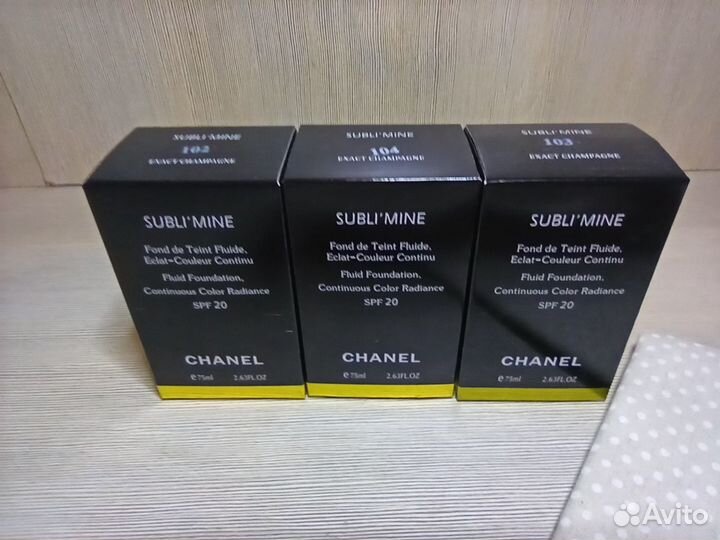 SUBLI'MINE
102
EXACT CHAMPAGNE
SUBLI'MINE
Fond de Teint Fluide,
Eclat-Couleur Continu
Fluid Foundation,
Continuous Color Radiance
SPF 20
CHANEL
e 75ml 2.63FL.OZ
SUBLI'MINE
104
EXACT CHAMPAGNE
SUBLI'MINE
Fond de Teint Fluide,
Eclat-Couleur Continu
Fluid Foundation,
Continuous Color Radiance
SPF 20
CHANEL
e 75ml 2.63FL.OZ
SUBLI'MINE
103
EXACT CHAMPAGNE
SUBLI'MINE
Fond de Teint Fluide,
Eclat-Couleur Continu
Fluid Foundation,
Continuous Color Radiance
SPF 20
CHANEL
e 75ml 2.63FL.OZ
Avito